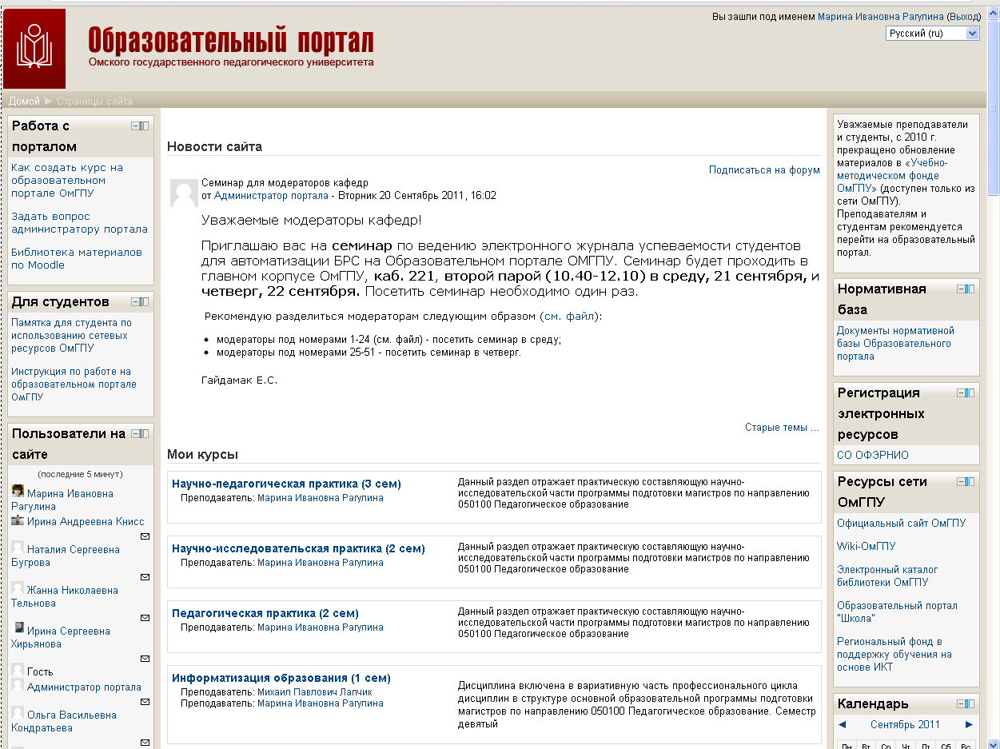 Вы зашли под именем Марина Ивановна Рагулина (Выход)
Русский (ru)
Образовательный портал
Омского государственного педагогического университета
Домой ► Страницы сайта
Работа с
порталом
Как создать курс на
образовательном
портале ОмГПУ
Задать вопрос
администратору портала
Библиотека материалов
по Moodle
Для студентов
Памятка для студента по
использованию сетевых
ресурсов ОмГПУ
Инструкция по работе на
образовательном портале
ОмГПУ
Пользователи на
сайте
(последние 5 минут)
Марина Ивановна
Рагулина
Ирина Андреевна Книсс
Наталия Сергеевна
Бугрова
Жанна Николаевна
Тельнова
Ирина Сергеевна
Хирьянова
Гость
Администратор портала
Ольга Васильевна
Кондратьева
Новости сайта
Подписаться на форум
Семинар для модераторов кафедр
от Администратор портала - Вторник 20 Сентябрь 2011, 16:02
Уважаемые модераторы кафедр!
Приглашаю вас на семинар по ведению электронного журнала успеваемости студентов
для автоматизации БРС на Образовательном портале ОМГПУ. Семинар будет проходить в
главном корпусе ОмГПУ, каб. 221, второй парой (10.40-12.10) в среду, 21 сентября, и
четверг, 22 сентября. Посетить семинар необходимо один раз.
Рекомендую разделиться модераторам следующим образом (см. файл):
• модераторы под номерами 1-24 (см. файл) - посетить семинар в среду;
• модераторы под номерами 25-51 - посетить семинар в четверг.
Гайдамак Е.С.
Старые темы ...
Мои курсы
Научно-педагогическая практика (3 сем)
Преподаватель: Марина Ивановна Рагулина
Данный раздел отражает практическую составляющую научно-
исследовательской части программы подготовки магистров по направлению
050100 Педагогическое образование
Научно-исследовательская практика (2 сем)
Преподаватель: Марина Ивановна Рагулина
Данный раздел отражает практическую составляющую научно-
исследовательской части программы подготовки магистров по направлению
050100 Педагогическое образование
Педагогическая практика (2 сем)
Преподаватель: Марина Ивановна Рагулина
Данный раздел отражает практическую составляющую научно-
исследовательской части программы подготовки магистров по направлению
050100 Педагогическое образование
Информатизация образования (1 сем)
Преподаватель: Михаил Павлович Лапчик
Преподаватель: Марина Ивановна Рагулина
Дисциплина включена в вариативную часть профессионального цикла
дисциплин в структуре основной образовательной программы подготовки
магистров по направлению 050100 Педагогическое образование. Семестр
девятый
Уважаемые преподаватели
и студенты, с 2010 г.
прекращено обновление
материалов в «Учебно-
методическом фонде
ОмГПУ» (доступен только из
сети ОмГПУ).
Преподавателям и
студентам рекомендуется
перейти на образовательный
портал.
Нормативная
база
Документы нормативной
базы Образовательного
портала
Регистрация
электронных
ресурсов
СО ОФЭРНИО
Ресурсы сети
ОмГПУ
Официальный сайт ОмГПУ
Wiki-ОмГПУ
Электронный каталог
библиотеки ОмГПУ
Образовательный портал
"Школа"
Региональный фонд в
поддержку обучения на
основе ИКТ
Календарь
◄ Сентябрь 2011 ►
Пн Вт Ср Чт Пт Сб Вс